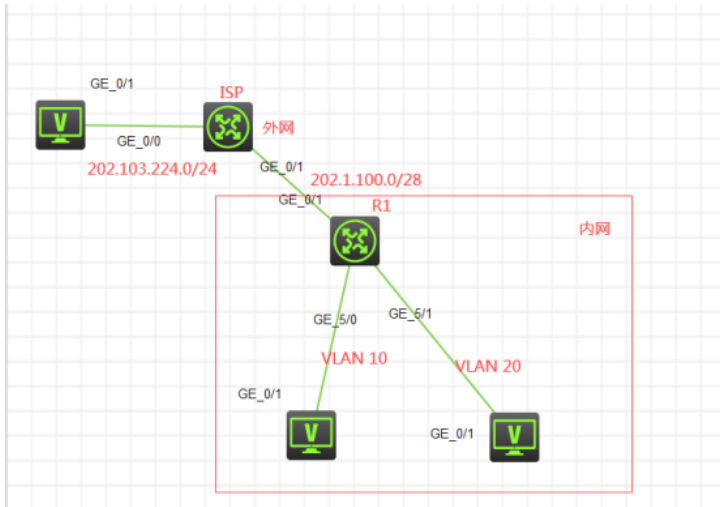 GE_0/1
ISP
V
GE_0/0
外网
202.103.224.0/24
GE_0/1
202.1.100.0/28
GE_0/1
R1
内网
GE_5/0
GE_5/1
VLAN 10
VLAN 20
GE_0/1
GE_0/1
V
V